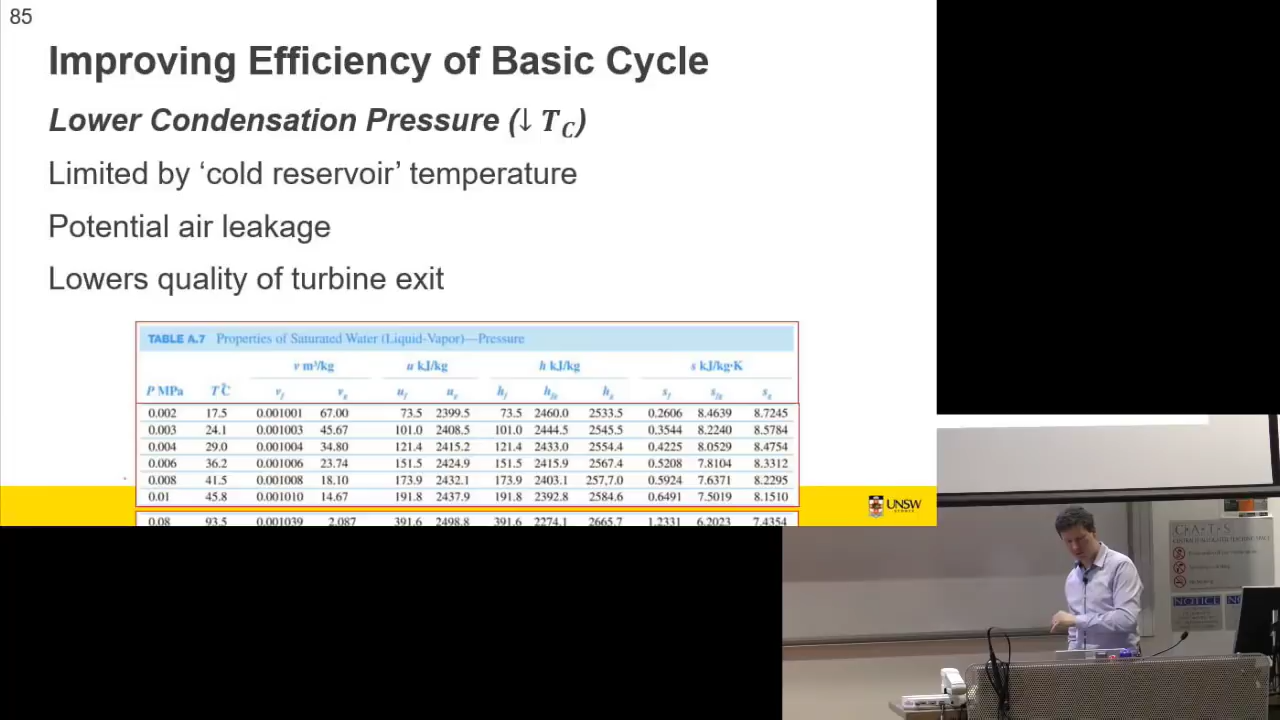 85
Improving Efficiency of Basic Cycle
Lower Condensation Pressure (↓ T_C)
Limited by ‘cold reservoir’ temperature
Potential air leakage
Lowers quality of turbine exit
TABLE A.7 Properties of Saturated Water (Liquid-Vapor)—Pressure
v m³/kg u kJ/kg h kJ/kg s kJ/kg·K
P MPa T℃ v_f v_g u_f u_g h_f h_fg h_g s_f s_fg s_g
0.002 17.5 0.001001 67.00 73.5 2399.5 73.5 2460.0 2533.5 0.2606 8.4639 8.7245
0.003 24.1 0.001003 45.67 101.0 2408.5 101.0 2444.5 2545.5 0.3544 8.2240 8.5784
0.004 29.0 0.001004 34.80 121.4 2415.2 121.4 2433.0 2554.4 0.4225 8.0529 8.4754
0.006 36.2 0.001006 23.74 151.5 2424.9 151.5 2415.9 2567.4 0.5208 7.8104 8.3312
0.008 41.5 0.001008 18.10 173.9 2432.1 173.9 2403.1 257,7.0 0.5924 7.6371 8.2295
0.01 45.8 0.001010 14.67 191.8 2437.9 191.8 2392.8 2584.6 0.6491 7.5019 8.1510
0.08 93.5 0.001039 2.087 391.6 2498.8 391.6 2274.1 2665.7 1.2331 6.2023 7.4354
UNSW
SYDNEY
C·A·T·S
NOTICE